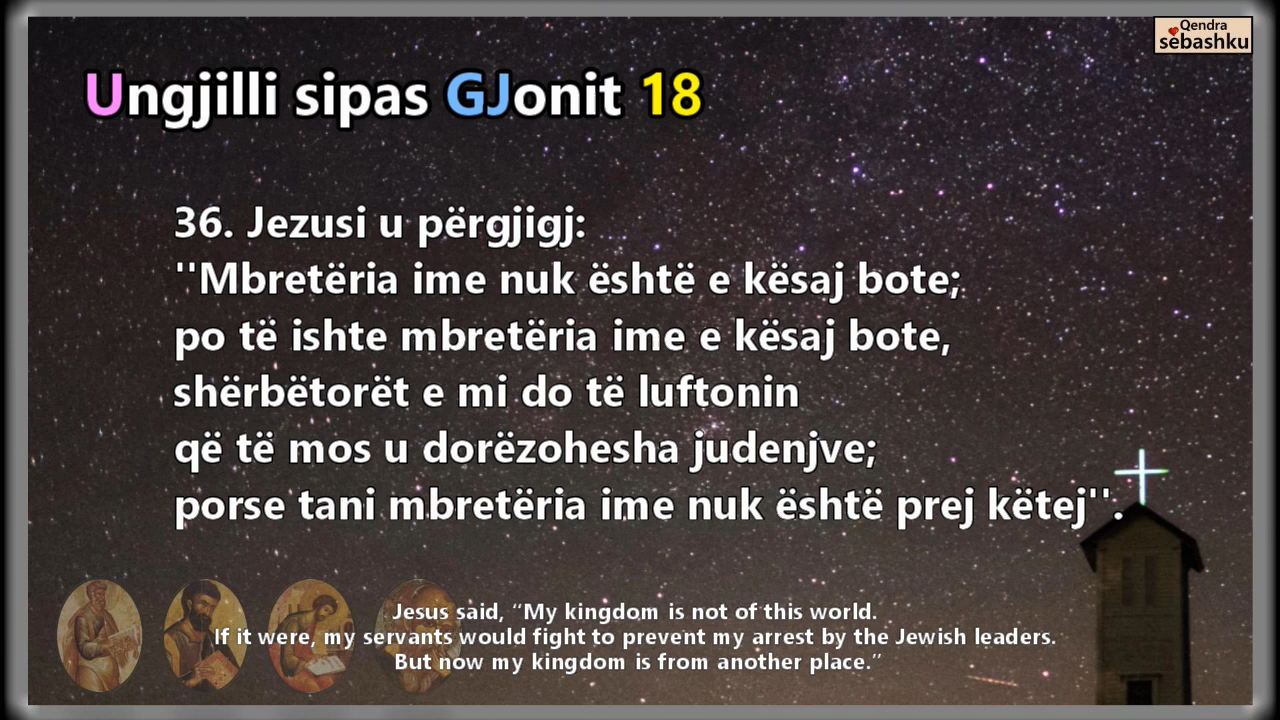 Qendra
sebashku
Ungjilli sipas GJonit 18
36. Jezusi u përgjigj:
''Mbretëria ime nuk është e kësaj bote;
po të ishte mbretëria ime e kësaj bote,
shërbëtorët e mi do të luftonin
që të mos u dorëzohesha judenjve;
porse tani mbretëria ime nuk është prej këtej''.
Jesus said, “My kingdom is not of this world.
If it were, my servants would fight to prevent my arrest by the Jewish leaders.
But now my kingdom is from another place.”